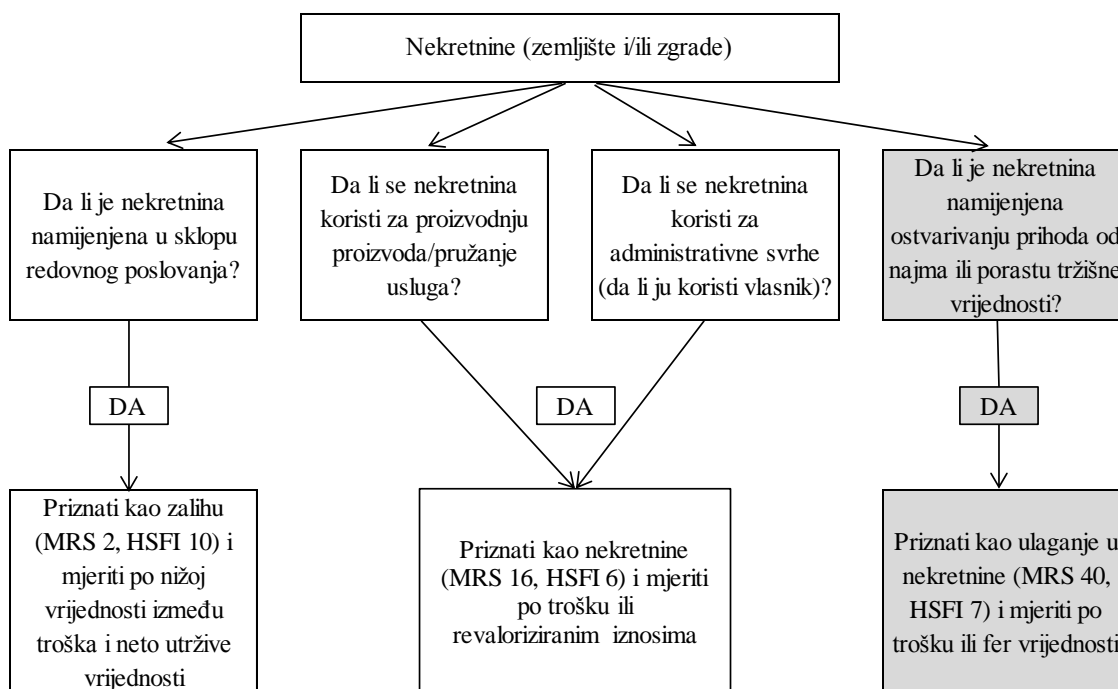 Nekretnine (zemljište i/ili zgrade)
Da li je nekretnina
namijenjena u sklopu
redovnog poslovanja?
Da li se nekretnina
koristi za proizvodnju
proizvoda/pružanje
usluga?
Da li se nekretnina
koristi za
administrativne svrhe
(da li ju koristi vlasnik)?
Da li je nekretnina
namijenjena
ostvarivanju prihoda od
najma ili porastu tržišne
vrijednosti?
DA
DA
DA
Priznati kao zalihu
(MRS 2, HSFI 10) i
mjeriti po nižoj
vrijednosti između
troška i neto utržive
vrijednosti
Priznati kao nekretnine
(MRS 16, HSFI 6) i mjeriti
po trošku ili
revaloriziranim iznosima
Priznati kao ulaganje u
nekretnine (MRS 40,
HSFI 7) i mjeriti po
trošku ili fer vrijednosti